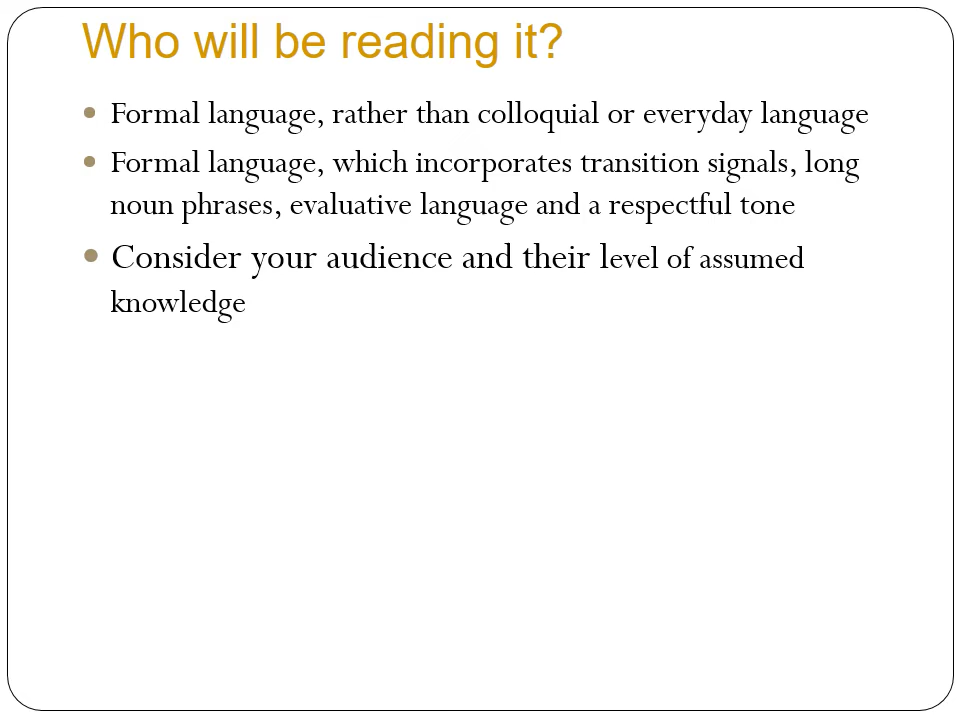 Who will be reading it?
• Formal language, rather than colloquial or everyday language
• Formal language, which incorporates transition signals, long
noun phrases, evaluative language and a respectful tone
• Consider your audience and their level of assumed
knowledge